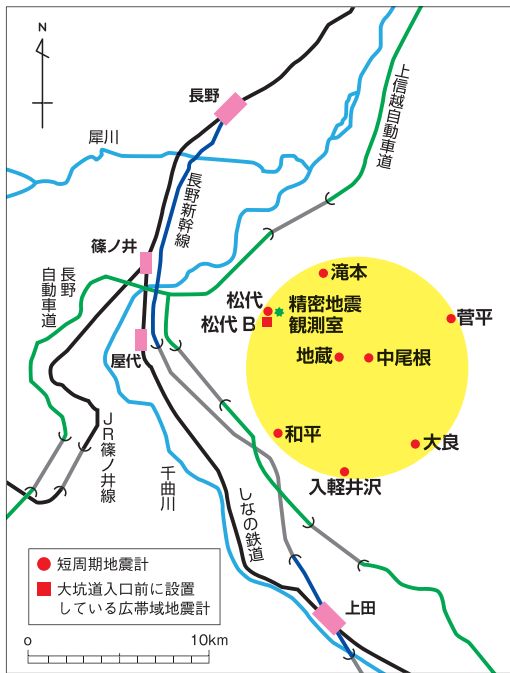 N
長野
上信越自動車道
犀川
長野新幹線
篠ノ井
長野
自動車道
滝本
松代
精密地震
観測室
松代 B
菅平
屋代
地蔵
中尾根
和平
大良
JR篠ノ井線
千曲川
入軽井沢
しなの鉄道
短周期地震計
大坑道入口前に設置
している広帯域地震計
上田
0
10km